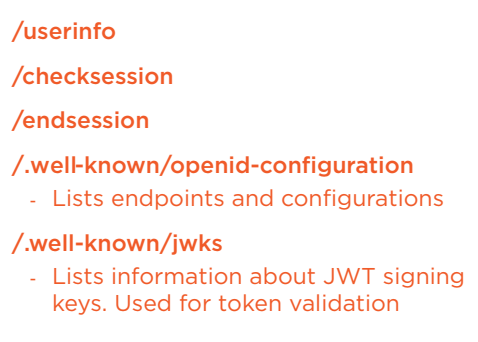 /userinfo
/checksession
/endsession
/.well-known/openid-configuration
- Lists endpoints and configurations
/.well-known/jwks
- Lists information about JWT signing
keys. Used for token validation